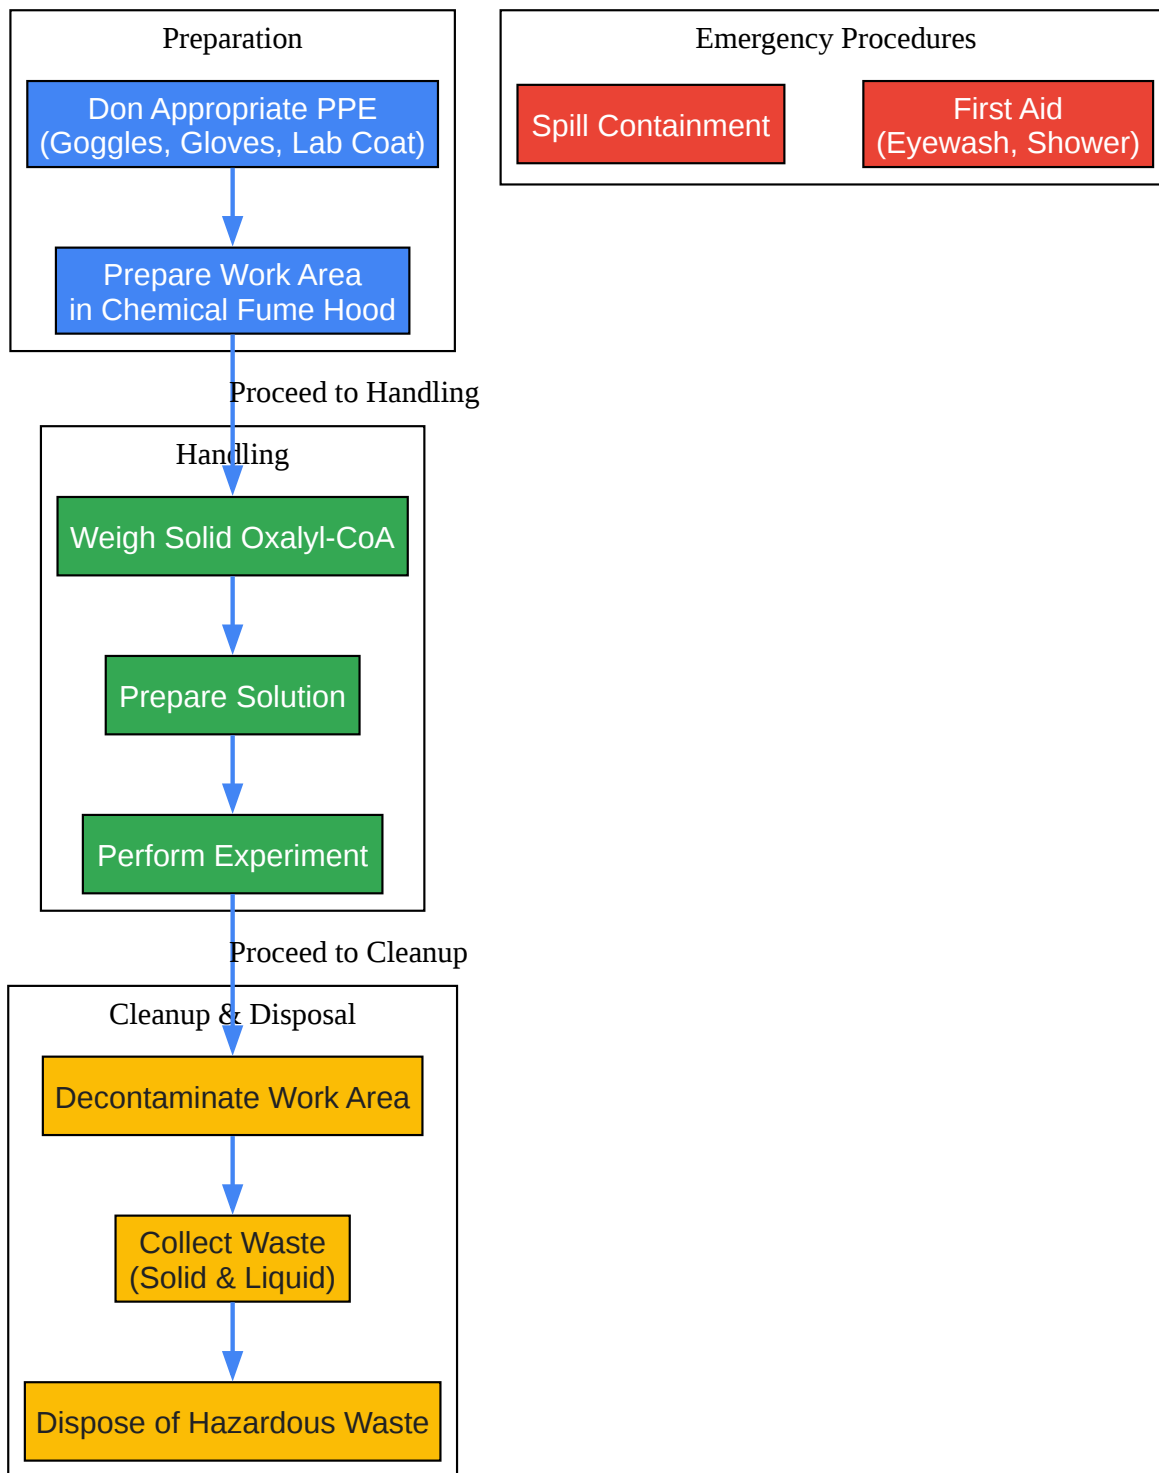 Preparation
Don Appropriate PPE
(Goggles, Gloves, Lab Coat)
Prepare Work Area
in Chemical Fume Hood
Proceed to Handling
Handling
Weigh Solid Oxalyl-CoA
Prepare Solution
Perform Experiment
Proceed to Cleanup
Cleanup & Disposal
Decontaminate Work Area
Collect Waste
(Solid & Liquid)
Dispose of Hazardous Waste
Emergency Procedures
Spill Containment
First Aid
(Eyewash, Shower)